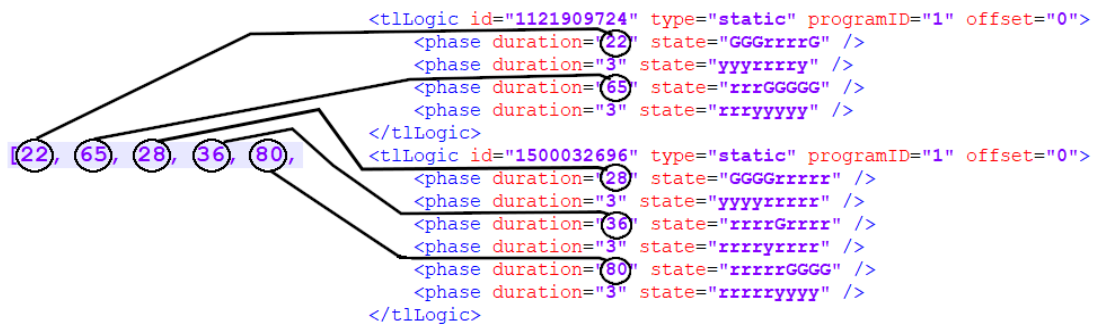 <tlLogic id="1121909724" type="static" programID="1" offset="0">
<phase duration="22" state="GGGrrrrG" />
<phase duration="3" state="yyyrrrry" />
<phase duration="65" state="rrrGGGGG" />
<phase duration="3" state="rrryyyyy" />
</tlLogic>
[22, 65, 28, 36, 80,
<tlLogic id="1500032696" type="static" programID="1" offset="0">
<phase duration="28" state="GGGGrrrrr" />
<phase duration="3" state="yyyyrrrrr" />
<phase duration="36" state="rrrrGrrrr" />
<phase duration="3" state="rrrryrrrr" />
<phase duration="80" state="rrrrrGGGG" />
<phase duration="3" state="rrrrryyyy" />
</tlLogic>